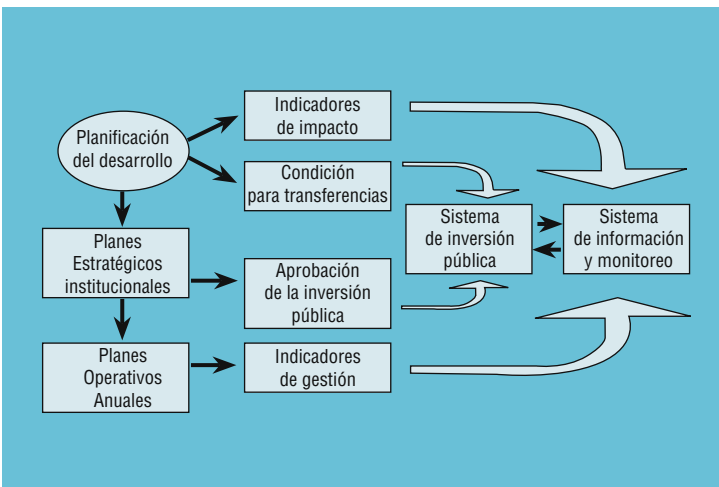 Planificación
del desarrollo
Indicadores
de impacto
Condición
para transferencias
Planes
Estratégicos
institucionales
Aprobación
de la inversión
pública
Sistema
de inversión
pública
Sistema
de información
y monitoreo
Planes
Operativos
Anuales
Indicadores
de gestión